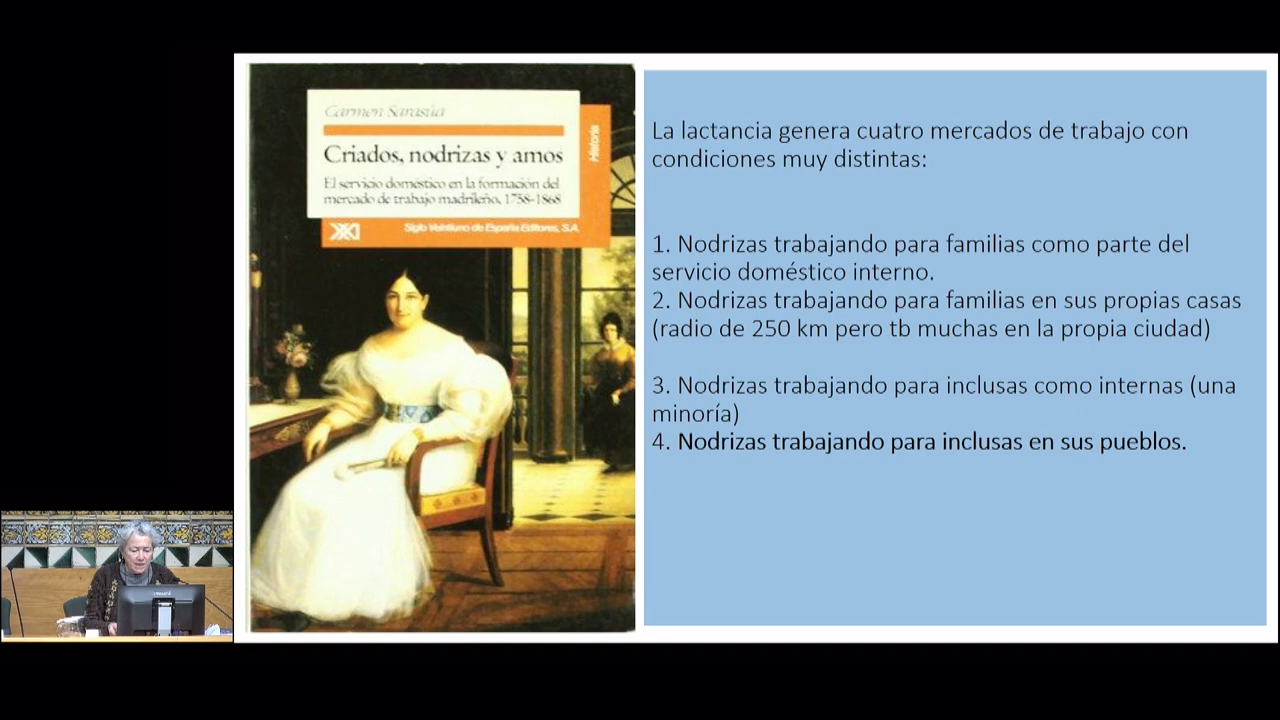 Carmen Sarasúa
Criados, nodrizas y amos
El servicio doméstico en la formación del
mercado de trabajo madrileño, 1758-1868
Historia
XXI
Siglo Veintiuno de España Editores, S.A.
La lactancia genera cuatro mercados de trabajo con
condiciones muy distintas:
1. Nodrizas trabajando para familias como parte del
servicio doméstico interno.
2. Nodrizas trabajando para familias en sus propias casas
(radio de 250 km pero tb muchas en la propia ciudad)
3. Nodrizas trabajando para inclusas como internas (una
minoría)
4. Nodrizas trabajando para inclusas en sus pueblos.